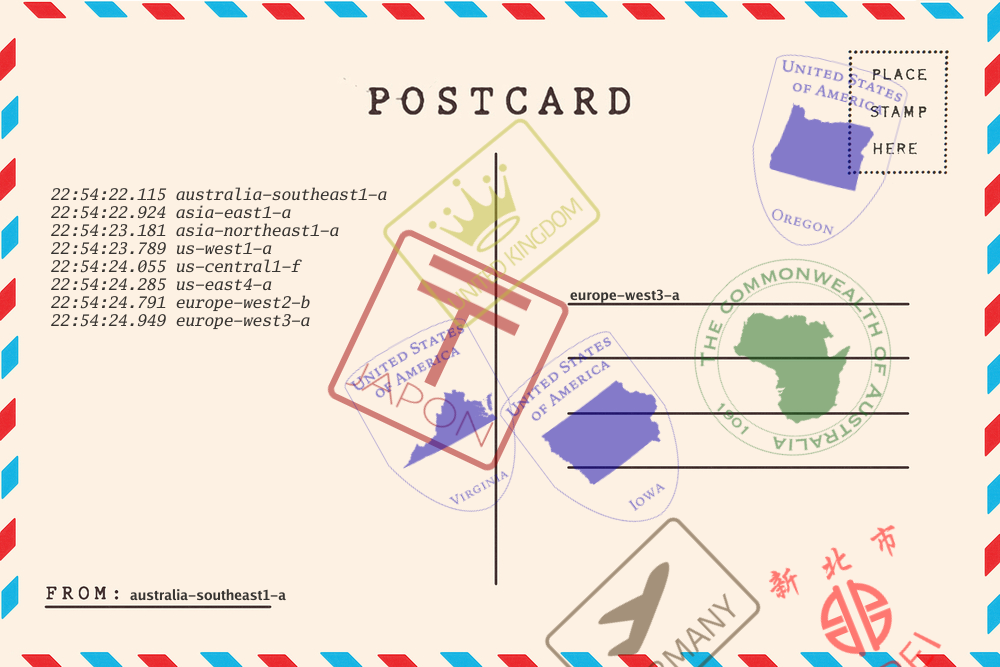 POSTCARD
UNITED STATES
OF AMERICA
OREGON
PLACE
STAMP
HERE
22:54:22.115 australia-southeast1-a
22:54:22.924 asia-east1-a
22:54:23.181 asia-northeast1-a
22:54:23.789 us-west1-a
22:54:24.055 us-central1-f
22:54:24.285 us-east4-a
22:54:24.791 europe-west2-b
22:54:24.949 europe-west3-a
UNITED KINGDOM
europe-west3-a
THE COMMONWEALTH OF AUSTRALIA
1901
JAPON
UNITED STATES
OF AMERICA
VIRGINIA
UNITED STATES
OF AMERICA
IOWA
新北市
MANY
FROM: australia-southeast1-a